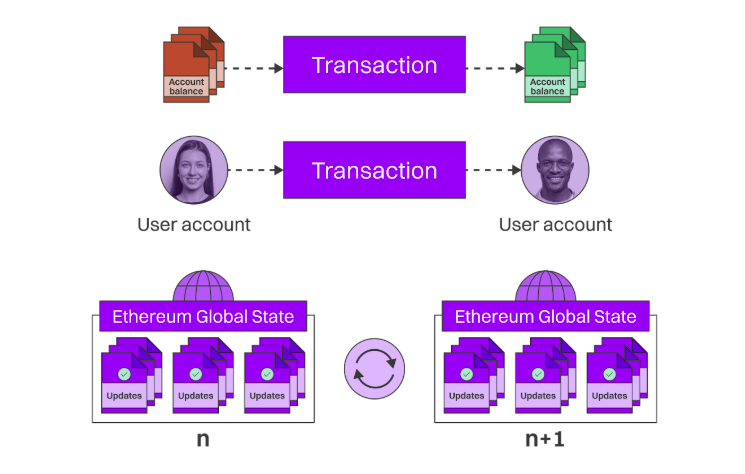 Transaction
Account
balance
Account
balance
Transaction
User account
User account
Ethereum Global State
Ethereum Global State
Updates
Updates
Updates
Updates
Updates
Updates
n
n+1